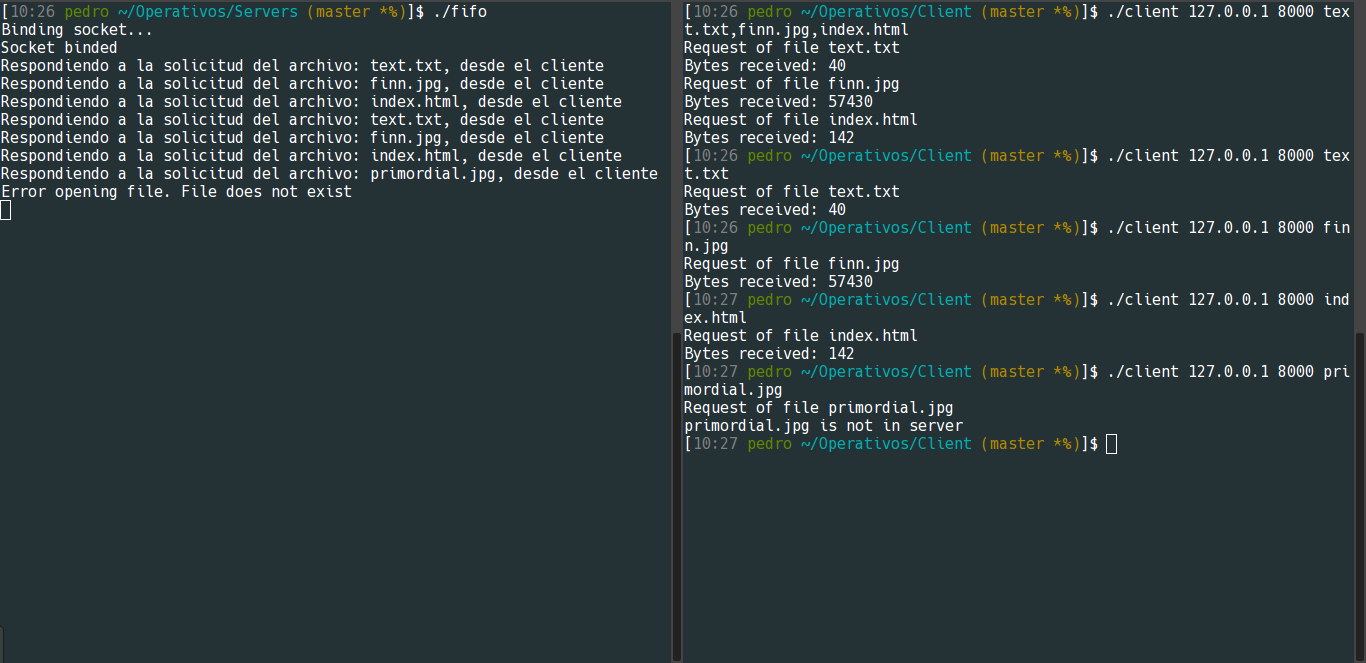 [10:26 pedro ~/Operativos/Servers (master *%)]$ ./fifo
Binding socket...
Socket binded
Respondiendo a la solicitud del archivo: text.txt, desde el cliente
Respondiendo a la solicitud del archivo: finn.jpg, desde el cliente
Respondiendo a la solicitud del archivo: index.html, desde el cliente
Respondiendo a la solicitud del archivo: text.txt, desde el cliente
Respondiendo a la solicitud del archivo: finn.jpg, desde el cliente
Respondiendo a la solicitud del archivo: index.html, desde el cliente
Respondiendo a la solicitud del archivo: primordial.jpg, desde el cliente
Error opening file. File does not exist
[10:26 pedro ~/Operativos/Client (master *%)]$ ./client 127.0.0.1 8000 tex
t.txt,finn.jpg,index.html
Request of file text.txt
Bytes received: 40
Request of file finn.jpg
Bytes received: 57430
Request of file index.html
Bytes received: 142
[10:26 pedro ~/Operativos/Client (master *%)]$ ./client 127.0.0.1 8000 tex
t.txt
Request of file text.txt
Bytes received: 40
[10:26 pedro ~/Operativos/Client (master *%)]$ ./client 127.0.0.1 8000 fin
n.jpg
Request of file finn.jpg
Bytes received: 57430
[10:27 pedro ~/Operativos/Client (master *%)]$ ./client 127.0.0.1 8000 ind
ex.html
Request of file index.html
Bytes received: 142
[10:27 pedro ~/Operativos/Client (master *%)]$ ./client 127.0.0.1 8000 pri
mordial.jpg
Request of file primordial.jpg
primordial.jpg is not in server
[10:27 pedro ~/Operativos/Client (master *%)]$